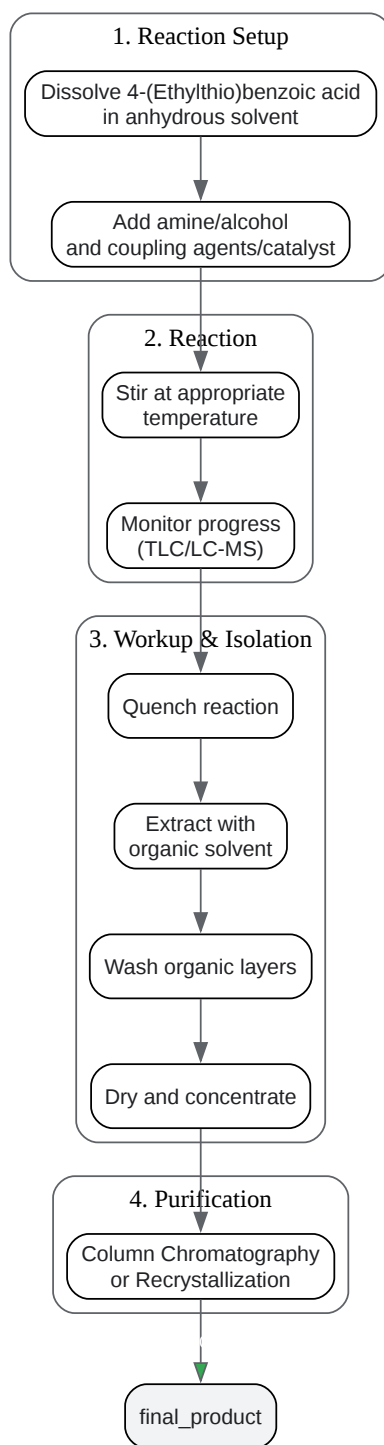 1. Reaction Setup
Dissolve 4-(Ethylthio)benzoic acid
in anhydrous solvent
Add amine/alcohol
and coupling agents/catalyst
2. Reaction
Stir at appropriate
temperature
Monitor progress
(TLC/LC-MS)
3. Workup & Isolation
Quench reaction
Extract with
organic solvent
Wash organic layers
Dry and concentrate
4. Purification
Column Chromatography
or Recrystallization
final_product